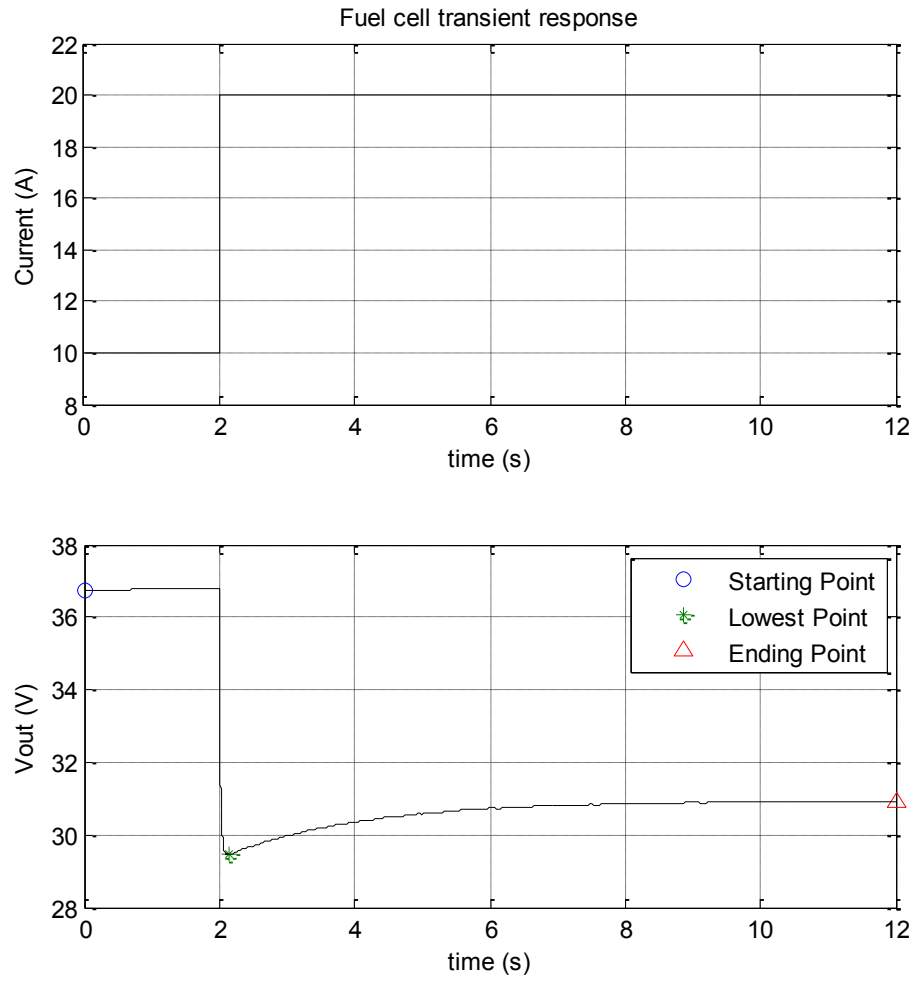 Fuel cell transient response
22
20
18
16
14
12
10
8
Current (A)
0 2 4 6 8 10 12
time (s)
38
36
34
32
30
28
Vout (V)
Starting Point
Lowest Point
Ending Point
0 2 4 6 8 10 12
time (s)